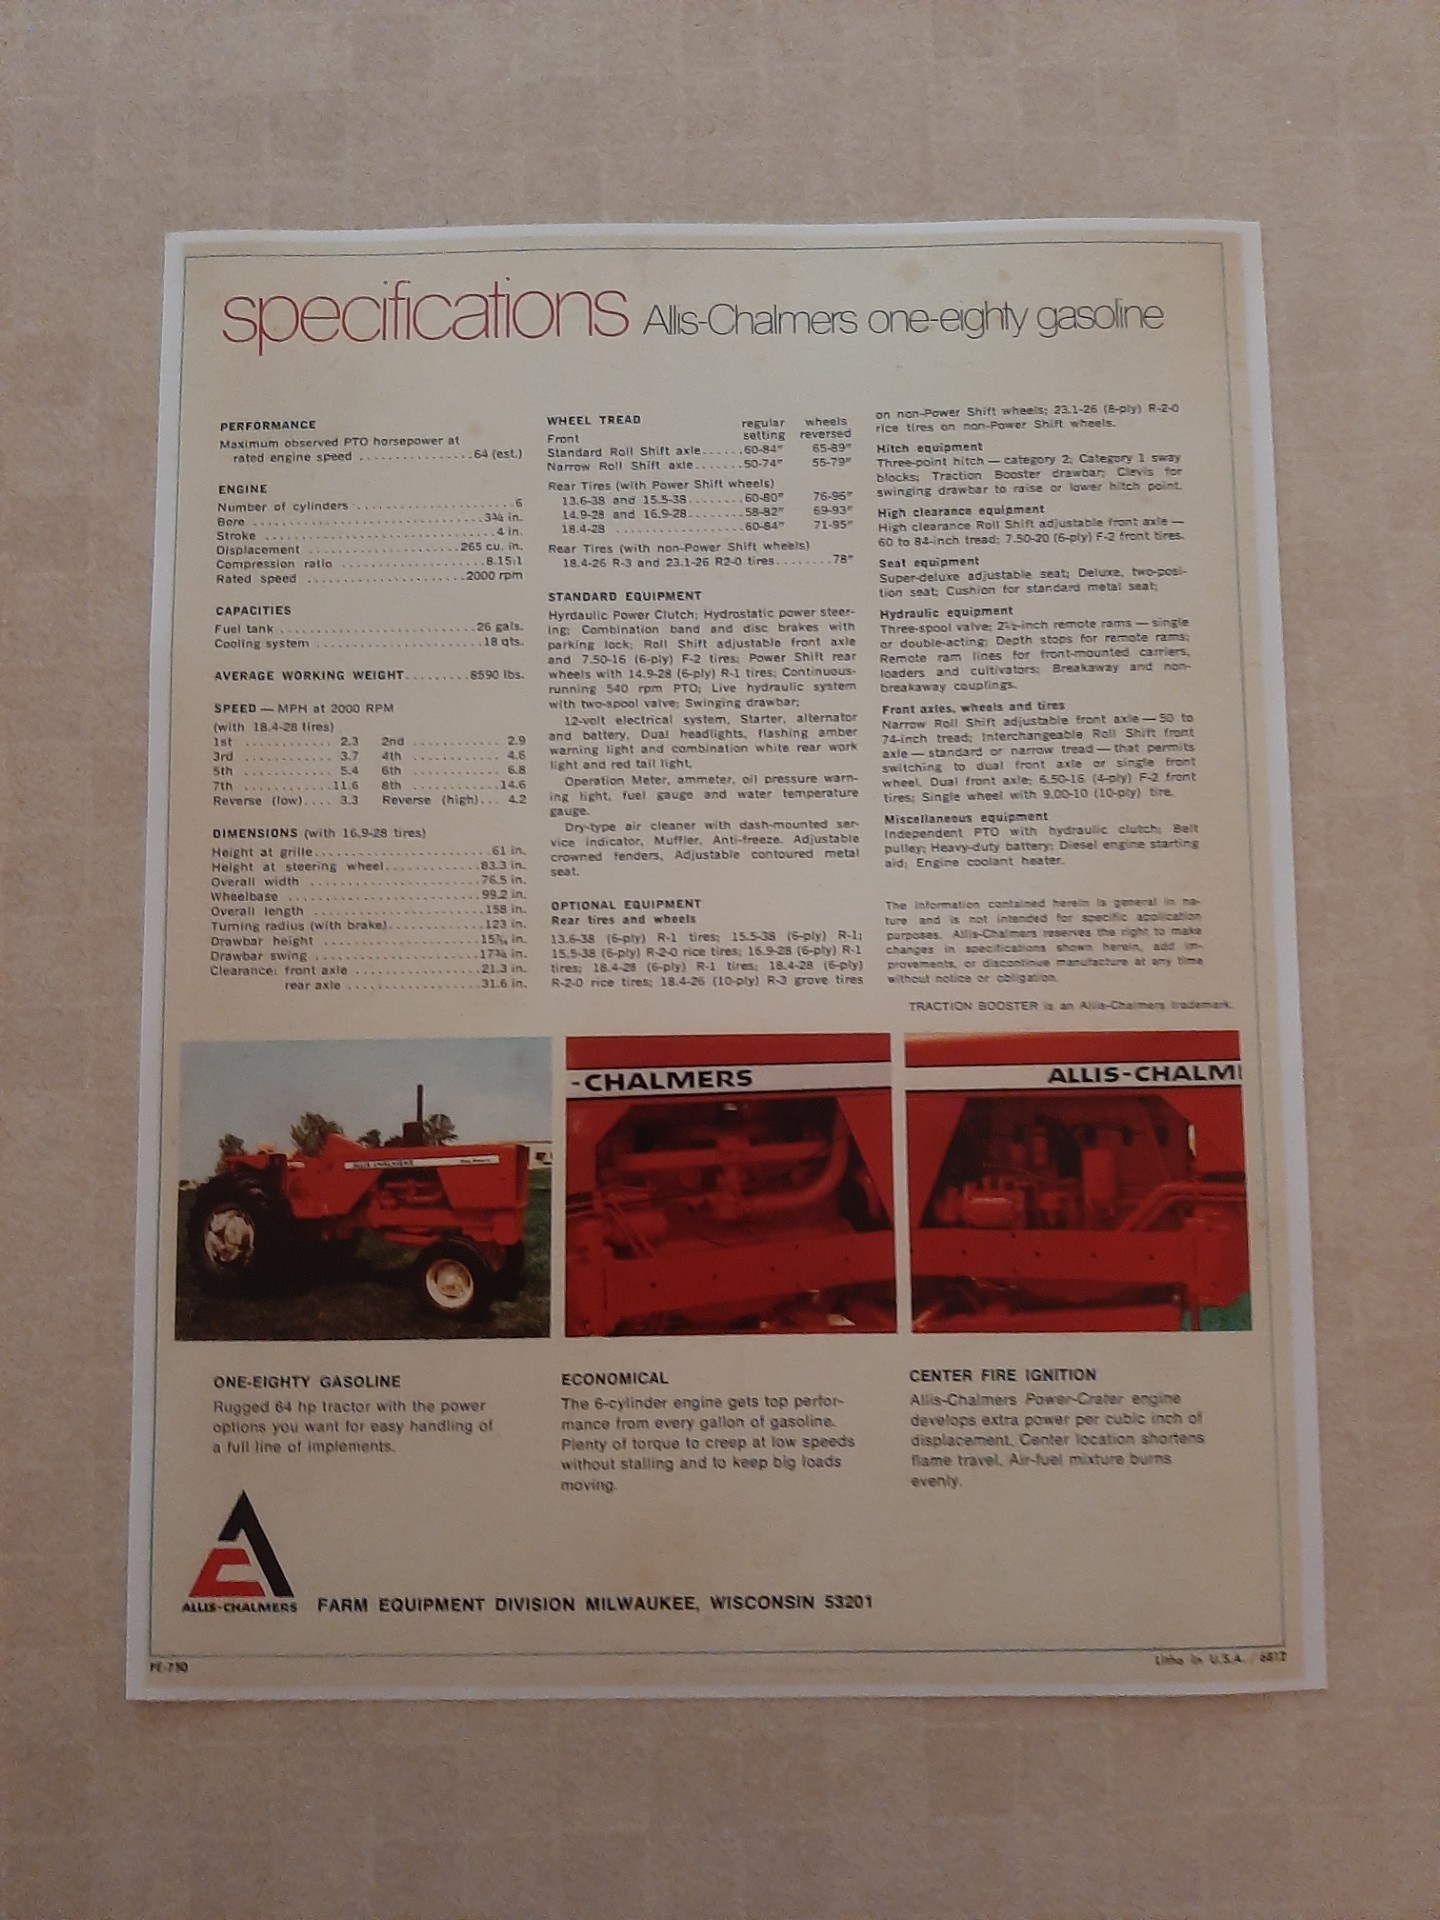 specifications Allis-Chalmers one-eighty gasoline
PERFORMANCE
Maximum observed PTO horsepower at
rated engine speed ................64 (est.)
ENGINE
Number of cylinders ......................6
Bore ................................3¾ in.
Stroke ................................4 in.
Displacement ......................265 cu. in.
Compression ratio ...................8.15:1
Rated speed ......................2000 rpm
CAPACITIES
Fuel tank ...........................26 gals.
Cooling system .......................18 qts.
AVERAGE WORKING WEIGHT.........8590 lbs.
SPEED — MPH at 2000 RPM
(with 18.4-28 tires)
1st ............ 2.3 2nd ............ 2.9
3rd ............ 3.7 4th ............ 4.6
5th ............ 5.4 6th ............ 6.8
7th ............11.6 8th ............14.6
Reverse (low).... 3.3 Reverse (high)... 4.2
DIMENSIONS (with 16.9-28 tires)
Height at grille........................61 in.
Height at steering wheel.............83.3 in.
Overall width .......................76.5 in.
Wheelbase ..........................99.2 in.
Overall length .......................158 in.
Turning radius (with brake)............123 in.
Drawbar height
Drawbar swing ......................17¾ in.
Clearance: front axle .................21.3 in.
rear axle ..................31.6 in.
WHEEL TREAD regular wheels
Front setting reversed
Standard Roll Shift axle......60-84" 65-89"
Narrow Roll Shift axle.......50-74" 55-79"
Rear Tires (with Power Shift wheels)
13.6-38 and 15.5-38........60-80" 76-96"
14.9-28 and 16.9-28........58-82" 69-93"
18.4-28 ..................60-84" 71-95"
Rear Tires (with non-Power Shift wheels)
18.4-26 R-3 and 23.1-26 R2-0 tires........78"
STANDARD EQUIPMENT
Hyrdaulic Power Clutch; Hydrostatic power steer-
ing; Combination band and disc brakes with
parking lock; Roll Shift adjustable front axle
and 7.50-16 (6-ply) F-2 tires; Power Shift rear
wheels with 14.9-28 (6-ply) R-1 tires; Continuous-
running 540 rpm PTO; Live hydraulic system
with two-spool valve; Swinging drawbar;
12-volt electrical system, Starter, alternator
and battery, Dual headlights, flashing amber
warning light and combination white rear work
light and red tail light.
Operation Meter, ammeter, oil pressure warn-
ing light, fuel gauge and water temperature
gauge.
Dry-type air cleaner with dash-mounted ser-
vice indicator, Muffler, Anti-freeze. Adjustable
crowned fenders, Adjustable contoured metal
seat.
OPTIONAL EQUIPMENT
Rear tires and wheels
13.6-38 (6-ply) R-1 tires; 15.5-38 (6-ply) R-1;
15.5-38 (6-ply) R-2-0 rice tires; 16.9-28 (6-ply) R-1
tires; 18.4-28 (6-ply) R-1 tires; 18.4-28 (6-ply)
R-2-0 rice tires; 18.4-26 (10-ply) R-3 grove tires
on non-Power Shift wheels; 23.1-26 (8-ply) R-2-0
rice tires on non-Power Shift wheels.
Hitch equipment
Three-point hitch — category 2; Category 1 sway
blocks; Traction Booster drawbar; Clevis for
swinging drawbar to raise or lower hitch point.
High clearance equipment
High clearance Roll Shift adjustable front axle —
60 to 84-inch tread; 7.50-20 (6-ply) F-2 front tires.
Seat equipment
Super-deluxe adjustable seat; Deluxe, two-posi-
tion seat; Cushion for standard metal seat;
Hydraulic equipment
Three-spool valve; 2½-inch remote rams — single
or double-acting; Depth stops for remote rams;
Remote ram lines for front-mounted carriers,
loaders and cultivators; Breakaway and non-
breakaway couplings.
Front axles, wheels and tires
Narrow Roll Shift adjustable front axle — 50 to
74-inch tread; Interchangeable Roll Shift front
axle — standard or narrow tread — that permits
switching to dual front axle or single front
wheel. Dual front axle; 6.50-16 (4-ply) F-2 front
tires; Single wheel with 9.00-10 (10-ply) tire.
Miscellaneous equipment
Independent PTO with hydraulic clutch; Belt
pulley; Heavy-duty battery; Diesel engine starting
aid; Engine coolant heater.
The information contained herein is general in na-
ture and is not intended for specific application
purposes. Allis-Chalmers reserves the right to make
changes in specifications shown herein, add im-
provements, or discontinue manufacture at any time
without notice or obligation.
TRACTION BOOSTER is an Allis-Chalmers trademark.
ALLIS-CHALMERS
-CHALMERS
ALLIS-CHALM
ONE-EIGHTY GASOLINE
Rugged 64 hp tractor with the power
options you want for easy handling of
a full line of implements.
ECONOMICAL
The 6-cylinder engine gets top perfor-
mance from every gallon of gasoline.
Plenty of torque to creep at low speeds
without stalling and to keep big loads
moving.
CENTER FIRE IGNITION
Allis-Chalmers Power-Crater engine
develops extra power per cubic inch of
displacement. Center location shortens
flame travel. Air-fuel mixture burns
evenly.
ALLIS-CHALMERS FARM EQUIPMENT DIVISION MILWAUKEE, WISCONSIN 53201
Litho in U.S.A. / 6812